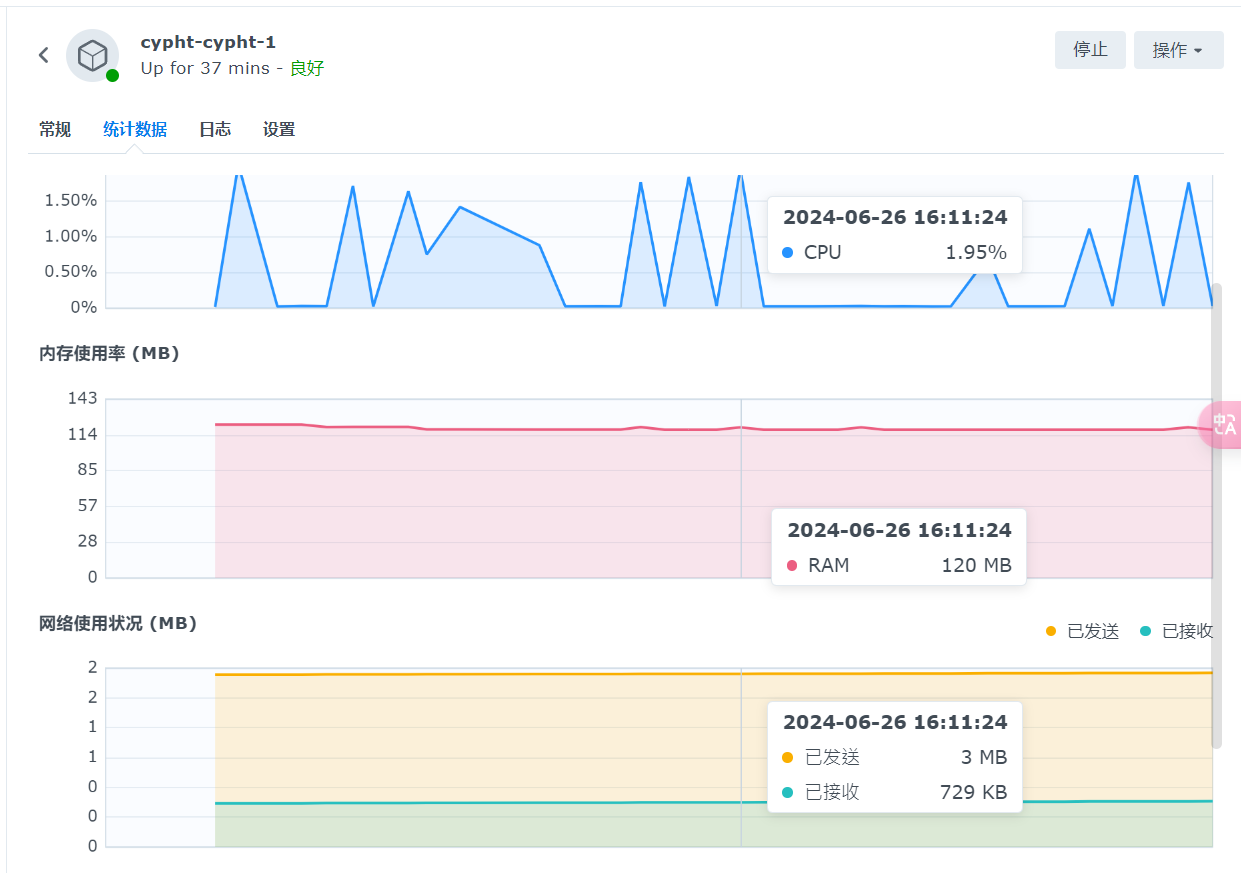 cypht-cypht-1
Up for 37 mins - 良好
停止
操作
常规 统计数据 日志 设置
1.50%
1.00%
0.50%
0%
2024-06-26 16:11:24
CPU 1.95%
内存使用率 (MB)
143
114
85
57
28
0
2024-06-26 16:11:24
RAM 120 MB
中
A
网络使用状况 (MB)
已发送 已接收
2
2
1
1
0
0
0
2024-06-26 16:11:24
已发送 3 MB
已接收 729 KB